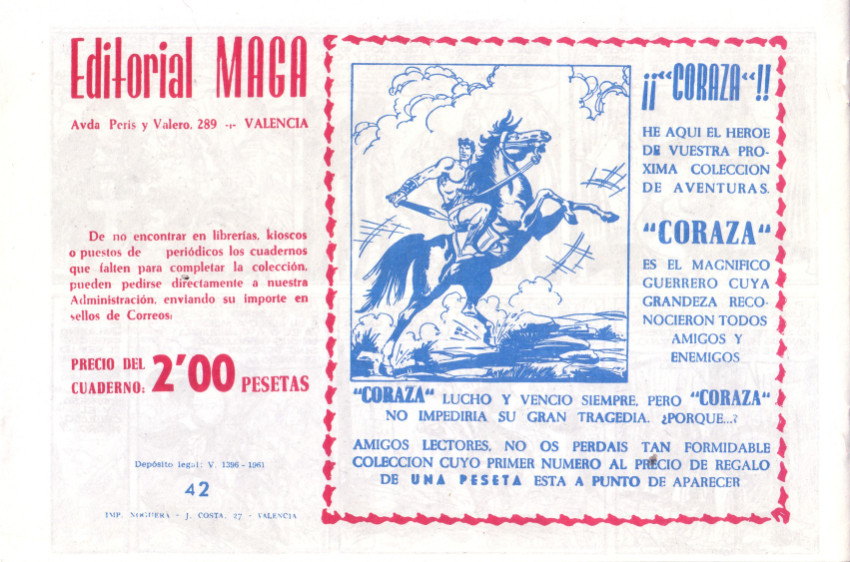 Editorial MAGA
Avda Peris y Valero, 289 -:- VALENCIA
De no encontrar en librerías, kioscos
o puestos de periódicos los cuadernos
que falten para completar la colección,
pueden pedirse directamente a nuestra
Administración, enviando su importe en
sellos de Correos:
PRECIO DEL
CUADERNO: 2'00 PESETAS
Depósito legal: V. 1396 - 1961
42
IMP. NOGUERA - J. COSTA, 27 - VALENCIA
¡¡"CORAZA"!!
HE AQUI EL HEROE
DE VUESTRA PRO-
XIMA COLECCION
DE AVENTURAS.
"CORAZA"
ES EL MAGNIFICO
GUERRERO CUYA
GRANDEZA RECO-
NOCIERON TODOS
AMIGOS Y
ENEMIGOS
"CORAZA" LUCHO Y VENCIO SIEMPRE, PERO "CORAZA"
NO IMPEDIRIA SU GRAN TRAGEDIA. ¿PORQUE...?
AMIGOS LECTORES, NO OS PERDAIS TAN FORMIDABLE
COLECCION CUYO PRIMER NUMERO AL PRECIO DE REGALO
DE UNA PESETA ESTA A PUNTO DE APARECER